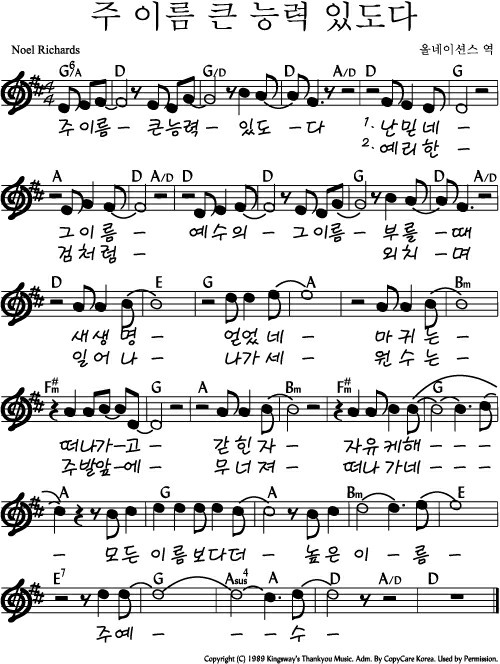 주 이름 큰 능력 있도다
Noel Richards 올네이션스 역
G6/A D G/D D A/D D A/D
주이름- 큰능력- 있도-다 1. 난믿네-
2. 예리한-
A D A/D D A D A/D G D A/D
그이름- 예수의-그이름- 부를-때
검처럼- 외치-며
D E G A Bm
새생명- 얻었네- 마귀는-
일어나- 나가세- 원수는-
F#m G A Bm F#m G
떠나가-고 갇힌자- 자유케해---
주발앞-에 무너져- 떠나가네---
A G A Bm E
- 모든이름보다더- 높은이-름
E7 G Asus4 A D A/D D
주예---수
Copyright (C) 1989 Kingsway's Thankyou Music. Adm. By CopyCare Korea. Used by Permission.